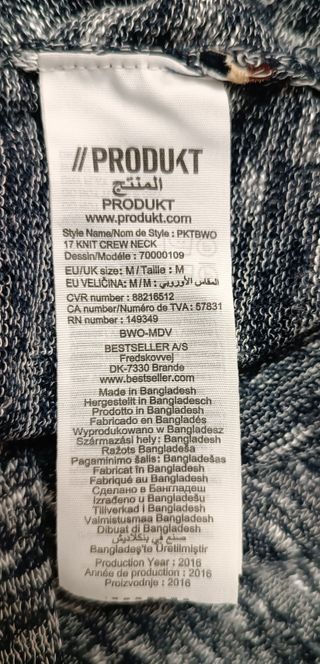 //PRODUKT
المنتج
PRODUKT
www.produkt.com
Style Name/Nom de Style : PKTBWO
17 KNIT CREW NECK
Dessin/Modéle : 70000109
EU/UK size: M/Taille : M
EU VELIČINA: M/M : المقاس الأوروبي
CVR number : 88216512
CA number/Numéro de TVA : 57831
RN number : 149349
BWO-MDV
BESTSELLER A/S
Fredskovvej
DK-7330 Brande
www.bestseller.com
Made in Bangladesh
Hergestellt in Bangladesch
Prodotto in Bangladesh
Fabricado en Bangladés
Wyprodukowano w Bangladesz
Származási hely: Banglades
Ražots Bangladeša
Pagaminimo šalis: Bangladešas
Fabricat în Bangladesh
Fabriqué au Bangladesh
Сделано в Бангладеш
Izrađeno u Bangladešu
Tillverkad i Bangladesh
Valmistusmaa Bangladesh
Dibuat di Bangladesh
صنع في بنكلاديش
Bangladeş'te Üretilmiştir
Production Year : 2016
Année de production : 2016
Proizvodnje : 2016